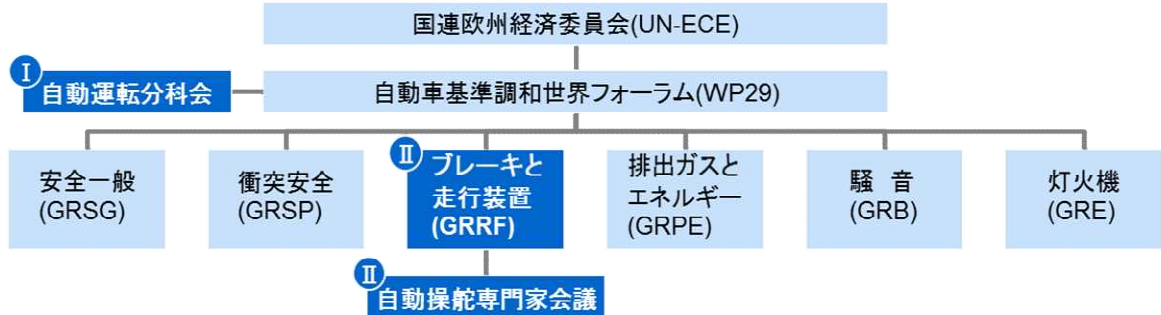 国連欧州経済委員会(UN-ECE)
Ⅰ
自動運転分科会
自動車基準調和世界フォーラム(WP29)
安全一般
(GRSG)
衝突安全
(GRSP)
Ⅱ
ブレーキと
走行装置
(GRRF)
排出ガスと
エネルギー
(GRPE)
騒 音
(GRB)
灯火機
(GRE)
Ⅱ
自動操舵専門家会議